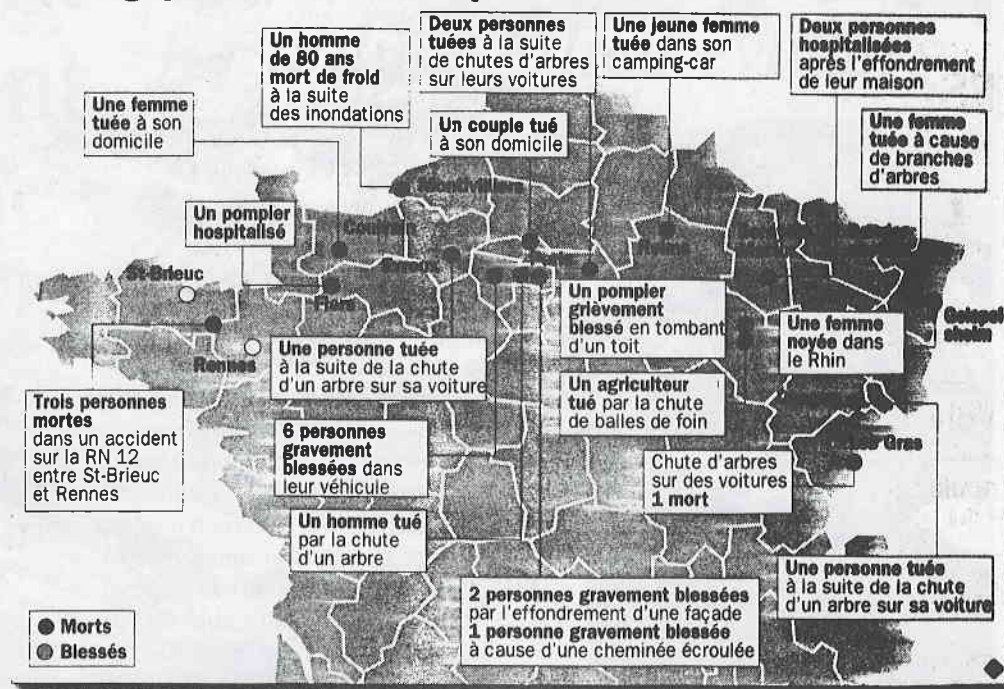 Un homme
de 80 ans
mort de froid
à la suite
des inondations
Deux personnes
tuées à la suite
de chutes d'arbres
sur leurs voitures
Une jeune femme
tuée dans son
camping-car
Deux personnes
hospitalisées
après l'effondrement
de leur maison
Une femme
tuée à son
domicile
Un couple tué
à son domicile
Une femme
tuée à cause
de branches
d'arbres
Un pompier
hospitalisé
Montivilliers
Reims
St-Brieuc
Flers
Rennes
Un pompier
grièvement
blessé en tombant
d'un toit
Une femme
noyée dans
le Rhin
Une personne tuée
à la suite de la chute
d'un arbre sur sa voiture
Trois personnes
mortes
dans un accident
sur la RN 12
entre St-Brieuc
et Rennes
Un agriculteur
tué par la chute
de balles de foin
6 personnes
gravement
blessées dans
leur véhicule
Chute d'arbres
sur des voitures
1 mort
Gras
Un homme tué
par la chute
d'un arbre
2 personnes gravement blessées
par l'effondrement d'une façade
1 personne gravement blessée
à cause d'une cheminée écroulée
Une personne tuée
à la suite de la chute
d'un arbre sur sa voiture
Morts
Blessés